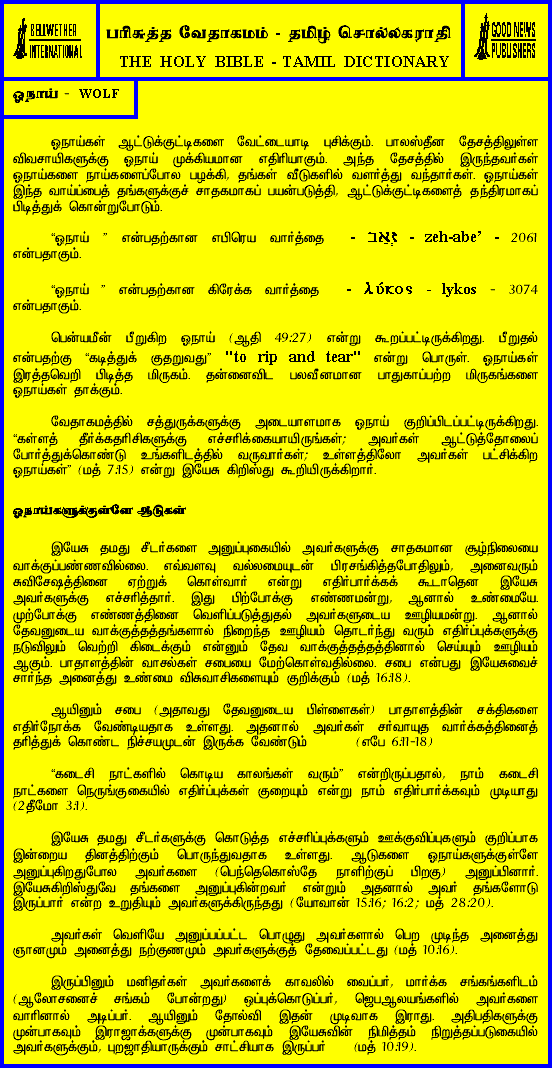 BELLWETHER
INTERNATIONAL
பரிசுத்த வேதாகமம் - தமிழ் சொல்லகராதி
THE HOLY BIBLE - TAMIL DICTIONARY
GOOD NEWS
PUBLISHERS
ஓநாய் - WOLF
ஓநாய்கள் ஆட்டுக்குட்டிகளை வேட்டையாடி புசிக்கும். பாலஸ்தீன தேசத்திலுள்ள
விவசாயிகளுக்கு ஓநாய் முக்கியமான எதிரியாகும். அந்த தேசத்தில் இருந்தவர்கள்
ஓநாய்களை நாய்களைப்போல பழக்கி, தங்கள் வீடுகளில் வளர்த்து வந்தார்கள். ஓநாய்கள்
இந்த வாய்ப்பைத் தங்களுக்குச் சாதகமாகப் பயன்படுத்தி, ஆட்டுக்குட்டிகளைத் தந்திரமாகப்
பிடித்துக் கொன்றுபோடும்.
“ஓநாய் ” என்பதற்கான எபிரெய வார்த்தை - זְאֵב - zeh-abe’ - 2061
என்பதாகும்.
“ஓநாய் ” என்பதற்கான கிரேக்க வார்த்தை - λύκος - lykos - 3074
என்பதாகும்.
பென்யமீன் பீறுகிற ஓநாய் (ஆதி 49:27) என்று கூறப்பட்டிருக்கிறது. பீறுதல்
என்பதற்கு “கடித்துக் குதறுவது” "to rip and tear" என்று பொருள். ஓநாய்கள்
இரத்தவெறி பிடித்த மிருகம். தன்னைவிட பலவீனமான பாதுகாப்பற்ற மிருகங்களை
ஓநாய்கள் தாக்கும்.
வேதாகமத்தில் சத்துருக்களுக்கு அடையாளமாக ஓநாய் குறிப்பிடப்பட்டிருக்கிறது.
“கள்ளத் தீர்க்கதரிசிகளுக்கு எச்சரிக்கையாயிருங்கள்; அவர்கள் ஆட்டுத்தோலைப்
போர்த்துக்கொண்டு உங்களிடத்தில் வருவார்கள்; உள்ளத்திலோ அவர்கள் பட்சிக்கிற
ஓநாய்கள்” (மத் 7:15) என்று இயேசு கிறிஸ்து கூறியிருக்கிறார்.
ஓநாய்களுக்குள்ளே ஆடுகள்
இயேசு தமது சீடர்களை அனுப்புகையில் அவர்களுக்கு சாதகமான சூழ்நிலையை
வாக்குப்பண்ணவில்லை. எவ்வளவு வல்லமையுடன் பிரசங்கித்தபோதிலும், அனைவரும்
சுவிசேஷத்தினை ஏற்றுக் கொள்வார் என்று எதிர்பார்க்கக் கூடாதென இயேசு
அவர்களுக்கு எச்சரித்தார். இது பிற்போக்கு எண்ணமன்று, ஆனால் உண்மையே.
முற்போக்கு எண்ணத்தினை வெளிப்படுத்துதல் அவர்களுடைய ஊழியமன்று. ஆனால்
தேவனுடைய வாக்குத்தத்தங்களால் நிறைந்த ஊழியம் தொடர்ந்து வரும் எதிர்ப்புக்களுக்கு
நடுவிலும் வெற்றி கிடைக்கும் என்னும் தேவ வாக்குத்தத்தத்தினால் செய்யும் ஊழியம்
ஆகும். பாதாளத்தின் வாசல்கள் சபையை மேற்கொள்வதில்லை. சபை என்பது இயேசுவைச்
சார்ந்த அனைத்து உண்மை விசுவாசிகளையும் குறிக்கும் (மத் 16:18).
ஆயினும் சபை (அதாவது தேவனுடைய பிள்ளைகள்) பாதாளத்தின் சக்திகளை
எதிர்நோக்க வேண்டியதாக உள்ளது. அதனால் அவர்கள் சர்வாயுத வார்க்கத்தினைத்
தரித்துக் கொண்ட நிச்சயமுடன் இருக்க வேண்டும் (எபே 6:11-18)
“கடைசி நாட்களில் கொடிய காலங்கள் வரும்” என்றிருப்பதால், நாம் கடைசி
நாட்களை நெருங்குகையில் எதிர்ப்புக்கள் குறையும் என்று நாம் எதிர்பார்க்கவும் முடியாது
(2தீமோ 3:1).
இயேசு தமது சீடர்களுக்கு கொடுத்த எச்சரிப்புக்களும் ஊக்குவிப்புகளும் குறிப்பாக
இன்றைய தினத்திற்கும் பொருந்துவதாக உள்ளது. ஆடுகளை ஓநாய்களுக்குள்ளே
அனுப்புகிறதுபோல அவர்களை (பெந்தெகொஸ்தே நாளிற்குப் பிறகு) அனுப்பினார்.
இயேசுகிறிஸ்துவே தங்களை அனுப்புகின்றவர் என்றும் அதனால் அவர் தங்களோடு
இருப்பார் என்ற உறுதியும் அவர்களுக்கிருந்தது (யோவான் 15:16; 16:2; மத் 28:20).
அவர்கள் வெளியே அனுப்பப்பட்ட பொழுது அவர்களால் பெற முடிந்த அனைத்து
ஞானமும் அனைத்து நற்குணமும் அவர்களுக்குத் தேவைப்பட்டது (மத் 10:16).
இருப்பினும் மனிதர்கள் அவர்களைக் காவலில் வைப்பர், மார்க்க சங்கங்களிடம்
(ஆலோசனைச் சங்கம் போன்றது) ஒப்புக்கொடுப்பர், ஜெபஆலயங்களில் அவர்களை
வாரினால் அடிப்பர். ஆயினும் தோல்வி இதன் முடிவாக இராது. அதிபதிகளுக்கு
முன்பாகவும் இராஜாக்களுக்கு முன்பாகவும் இயேசுவின் நிமித்தம் நிறுத்தப்படுகையில்
அவர்களுக்கும், புறஜாதியாருக்கும் சாட்சியாக இருப்பர் (மத் 10:19).